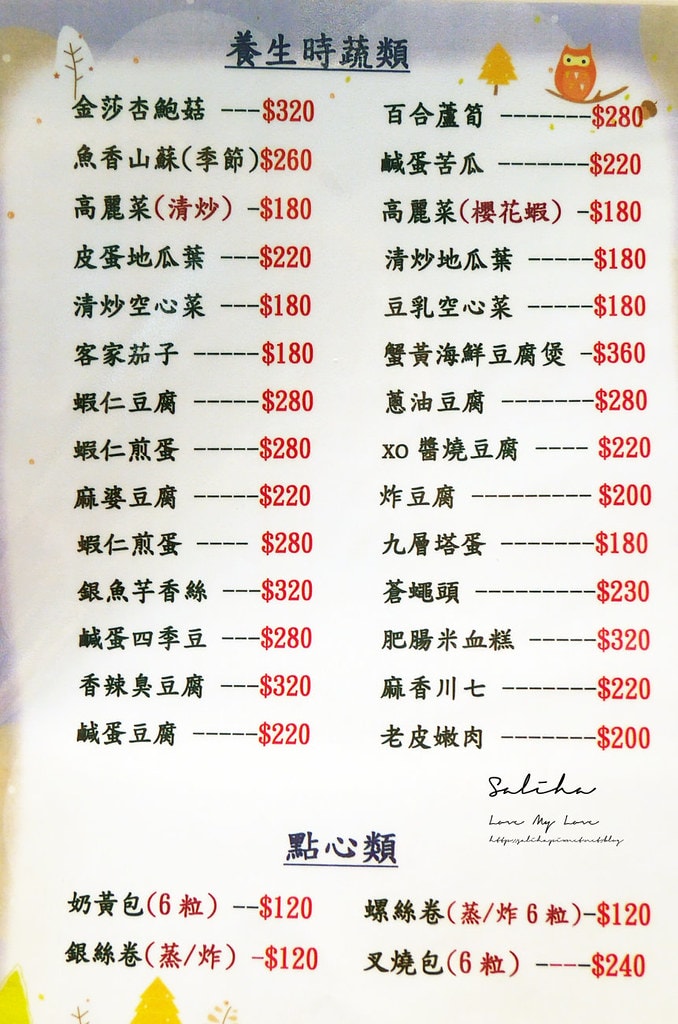 養生時蔬類
金莎杏鮑菇 ---$320
百合蘆筍 -------$280
魚香山蘇(季節)$260
鹹蛋苦瓜 -------$220
高麗菜(清炒) -$180
高麗菜(櫻花蝦) -$180
皮蛋地瓜葉 ---$220
清炒地瓜葉 -----$180
清炒空心菜 ---$180
豆乳空心菜 -----$180
客家茄子 -----$180
蟹黃海鮮豆腐煲 -$360
蝦仁豆腐 -----$280
蔥油豆腐 -------$280
蝦仁煎蛋 -----$280
xo 醬燒豆腐 ---- $220
麻婆豆腐 -----$220
炸豆腐 --------- $200
蝦仁煎蛋 ---- $280
九層塔蛋 -------$180
銀魚芋香絲 ---$320
蒼蠅頭 ---------$230
鹹蛋四季豆 ---$280
肥腸米血糕 -----$320
香辣臭豆腐 ---$320
麻香川七 -------$220
鹹蛋豆腐 -----$220
老皮嫩肉 -------$200
Saliha
Love My Love
http://saliha.pixnet.net/blog
點心類
奶黃包(6 粒) --$120
螺絲卷(蒸/炸 6 粒)-$120
銀絲卷(蒸/炸) -$120
叉燒包(6 粒) ----$240